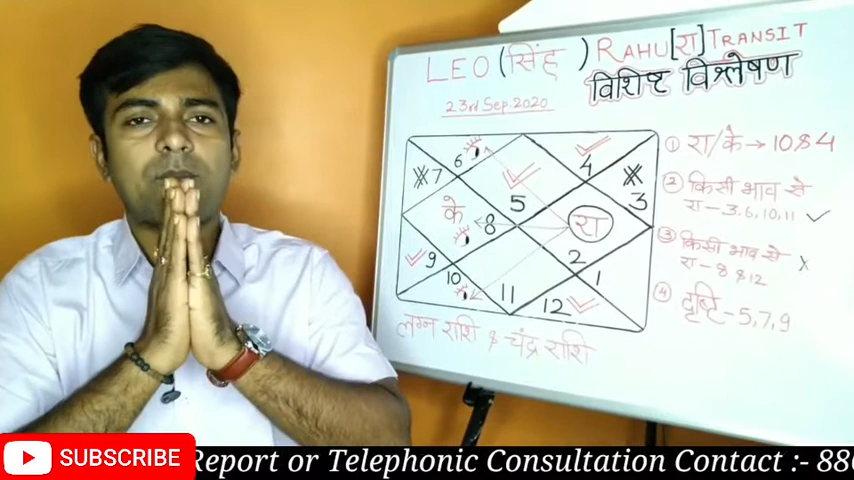 LEO (सिंह) RAHU[रा] TRANSIT
विशिष्ट विश्लेषण
23rd Sep. 2020
① रा/के → 10 & 4
② किसी भाव से
रा - 3, 6, 10, 11 ✓
③ किसी भाव से
रा - 8 & 12 ✗
④ दृष्टि - 5, 7, 9
6
4
7
3
5
के
8
रा
9
2
10
1
11
12
लग्न राशि & चंद्र राशि
SUBSCRIBE
Report or Telephonic Consultation Contact :- 88